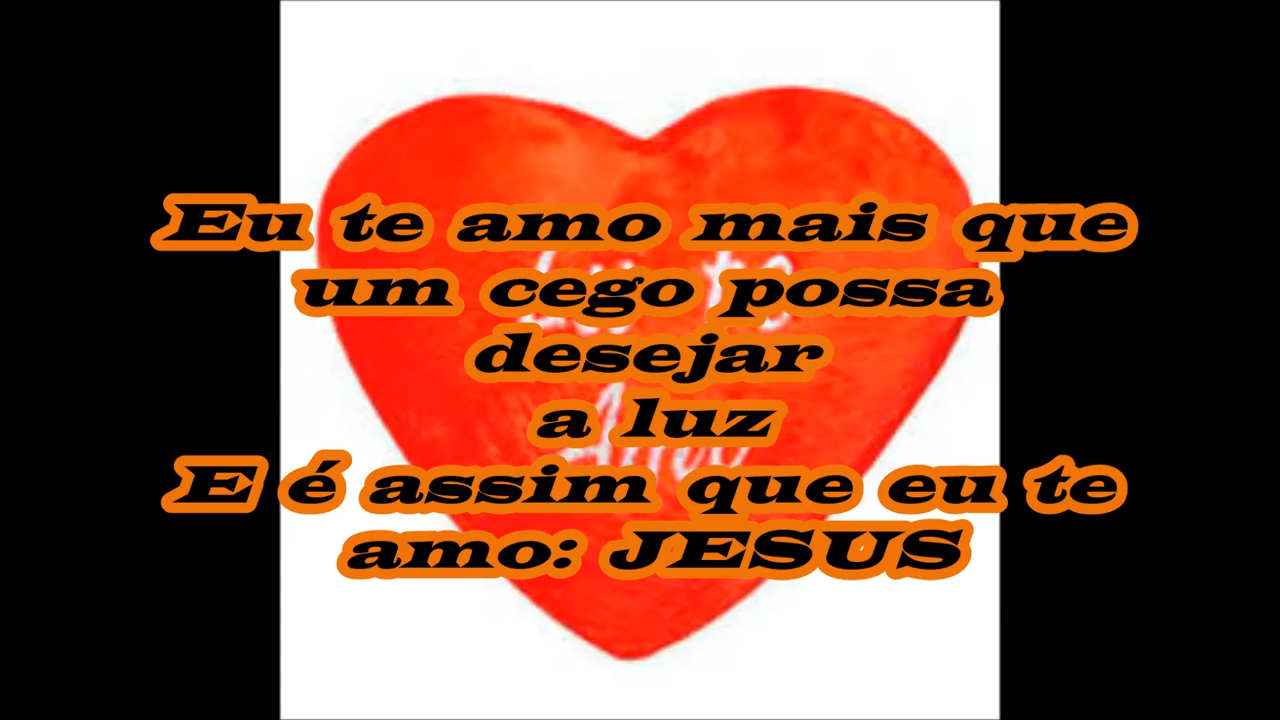 Eu te amo mais que
um cego possa
desejar
a luz
E é assim que eu te
amo: JESUS